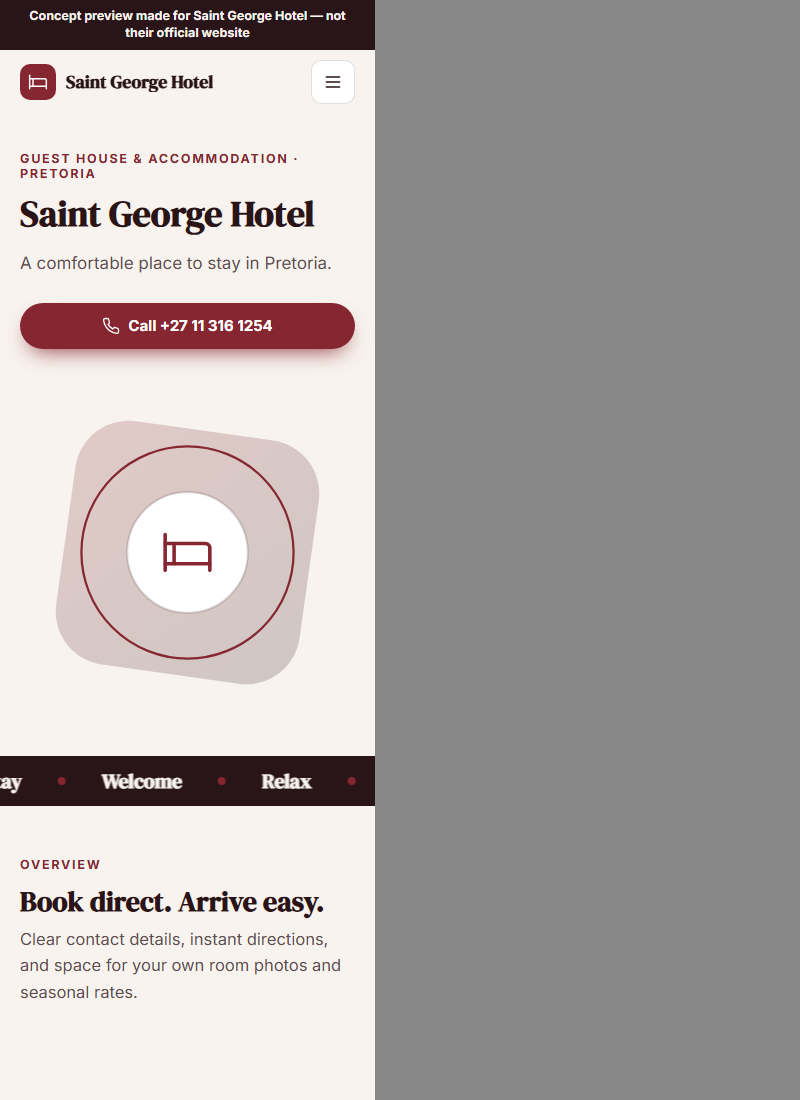 Concept preview made for Saint George Hotel — not
their official website
Saint George Hotel
GUEST HOUSE & ACCOMMODATION ·
PRETORIA
Saint George Hotel
A comfortable place to stay in Pretoria.
Call +27 11 316 1254
Welcome
Relax
OVERVIEW
Book direct. Arrive easy.
Clear contact details, instant directions,
and space for your own room photos and
seasonal rates.